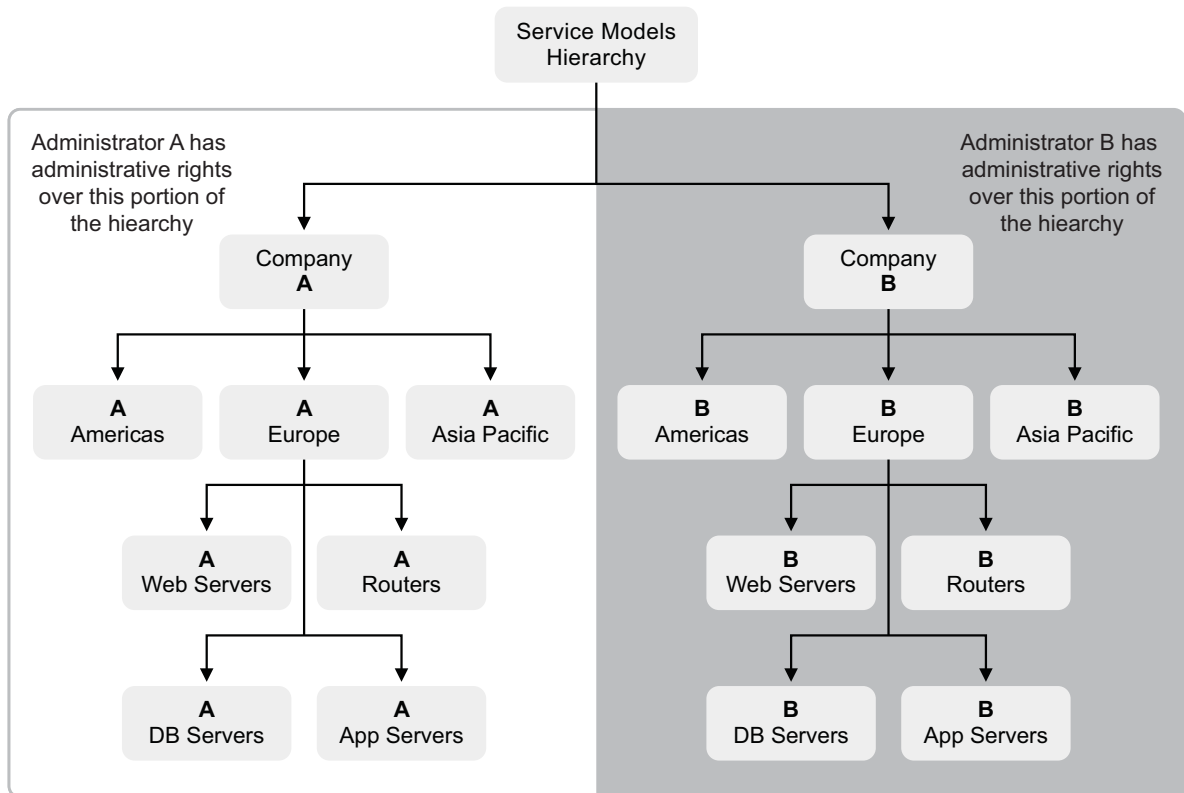 Service Models
Hierarchy
Administrator A has
administrative rights
over this portion of
the hiearchy
Administrator B has
administrative rights
over this portion of
the hiearchy
Company
A
Company
B
A
Americas
A
Europe
A
Asia Pacific
B
Americas
B
Europe
B
Asia Pacific
A
Web Servers
A
Routers
B
Web Servers
B
Routers
A
DB Servers
A
App Servers
B
DB Servers
B
App Servers